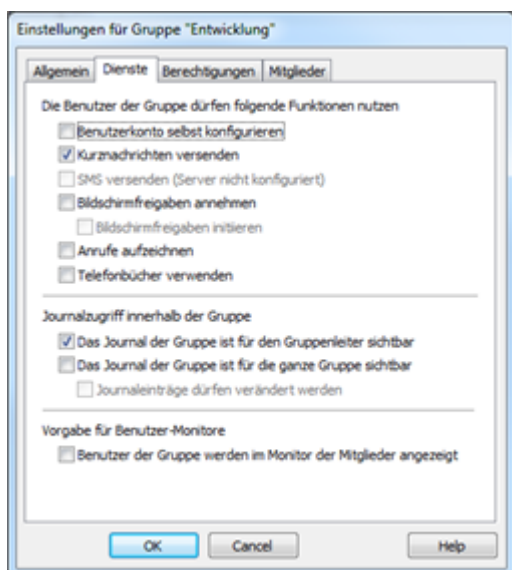 Einstellungen für Gruppe "Entwicklung"
Allgemein Dienste Berechtigungen Mitglieder
Die Benutzer der Gruppe dürfen folgende Funktionen nutzen
Benutzerkonto selbst konfigurieren
Kurznachrichten versenden
SMS versenden (Server nicht konfiguriert)
Bildschirmfreigaben annehmen
Bildschirmfreigaben initiieren
Anrufe aufzeichnen
Telefonbücher verwenden
Journalzugriff innerhalb der Gruppe
Das Journal der Gruppe ist für den Gruppenleiter sichtbar
Das Journal der Gruppe ist für die ganze Gruppe sichtbar
Journaleinträge dürfen verändert werden
Vorgabe für Benutzer-Monitore
Benutzer der Gruppe werden im Monitor der Mitglieder angezeigt
OK Cancel Help